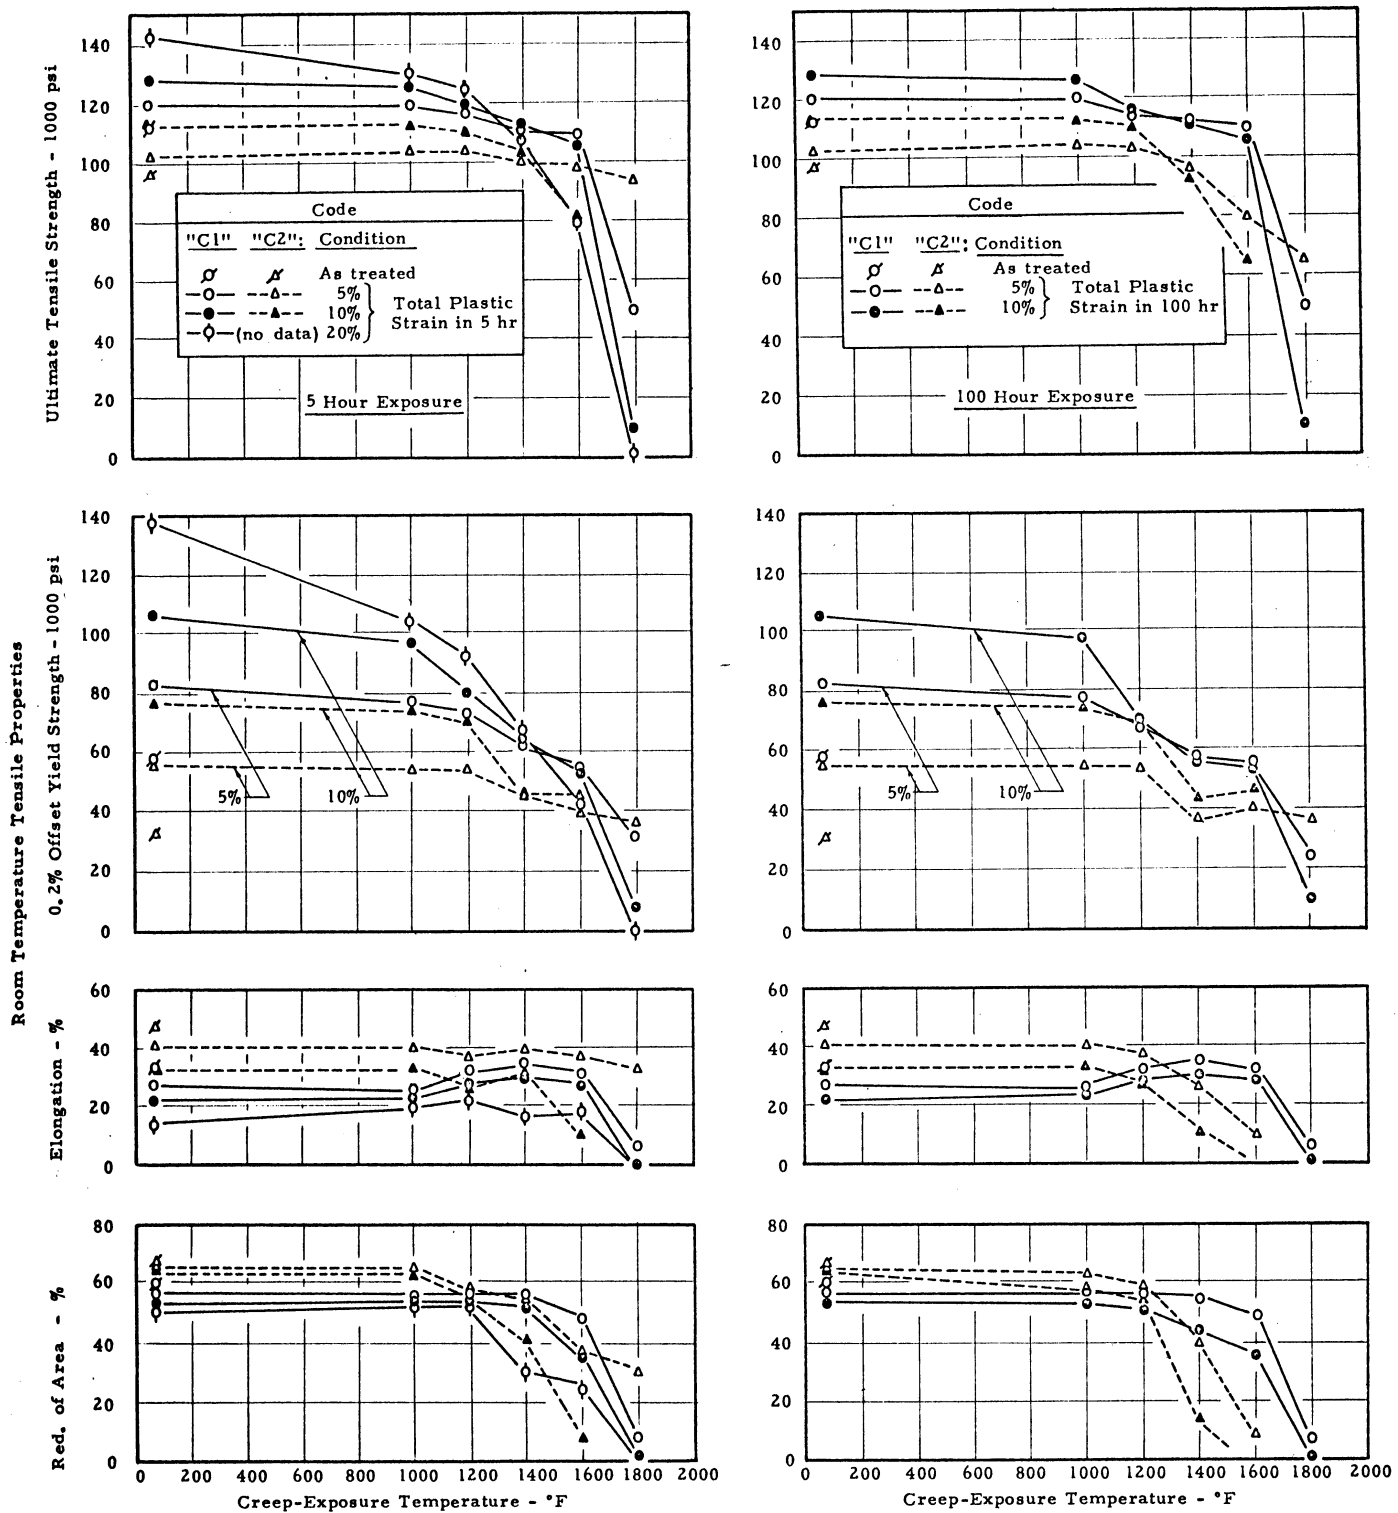 Room Temperature Tensile Properties
Ultimate Tensile Strength - 1000 psi
140
120
100
80
60
40
20
0
Code
"C1" "C2": Condition
As treated
5%
10%
(no data) 20%
Total Plastic
Strain in 5 hr
5 Hour Exposure
140
120
100
80
60
40
20
0
Code
"C1" "C2": Condition
As treated
5%
10%
Total Plastic
Strain in 100 hr
100 Hour Exposure
0.2% Offset Yield Strength - 1000 psi
140
120
100
80
60
40
20
0
5%
10%
140
120
100
80
60
40
20
0
5%
10%
Elongation - %
60
40
20
0
60
40
20
0
Red. of Area - %
80
60
40
20
0
0 200 400 600 800 1000 1200 1400 1600 1800 2000
Creep-Exposure Temperature - °F
80
60
40
20
0
0 200 400 600 800 1000 1200 1400 1600 1800 2000
Creep-Exposure Temperature - °F